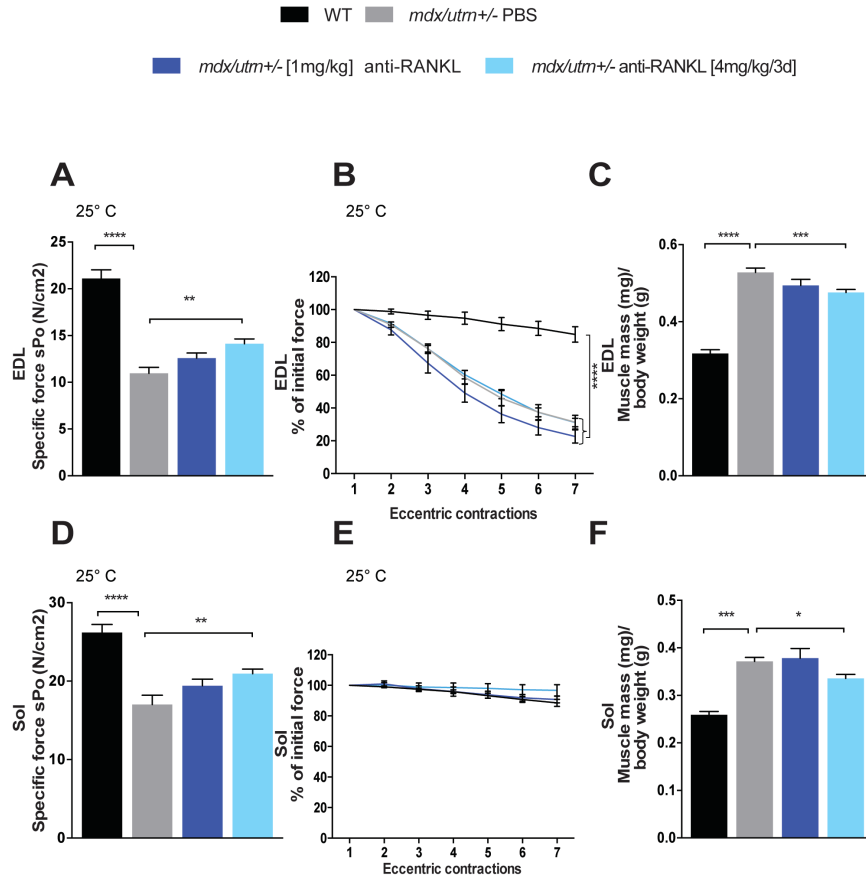 WT mdx/utrn+/- PBS
mdx/utrn+/- [1mg/kg] anti-RANKL mdx/utrn+/- anti-RANKL [4mg/kg/3d]
A
25° C
EDL
Specific force sPo (N/cm2)
25
20
15
10
5
0
****
**
B
25° C
EDL
% of initial force
120
100
80
60
40
20
0
1 2 3 4 5 6 7
Eccentric contractions
****
C
EDL
Muscle mass (mg)/
body weight (g)
0.6
0.4
0.2
0.0
****
***
D
25° C
Sol
Specific force sPo (N/cm2)
30
20
10
0
****
**
E
25° C
Sol
% of initial force
120
100
80
60
40
20
0
1 2 3 4 5 6 7
Eccentric contractions
F
Sol
Muscle mass (mg)/
body weight (g)
0.5
0.4
0.3
0.2
0.1
0.0
***
*